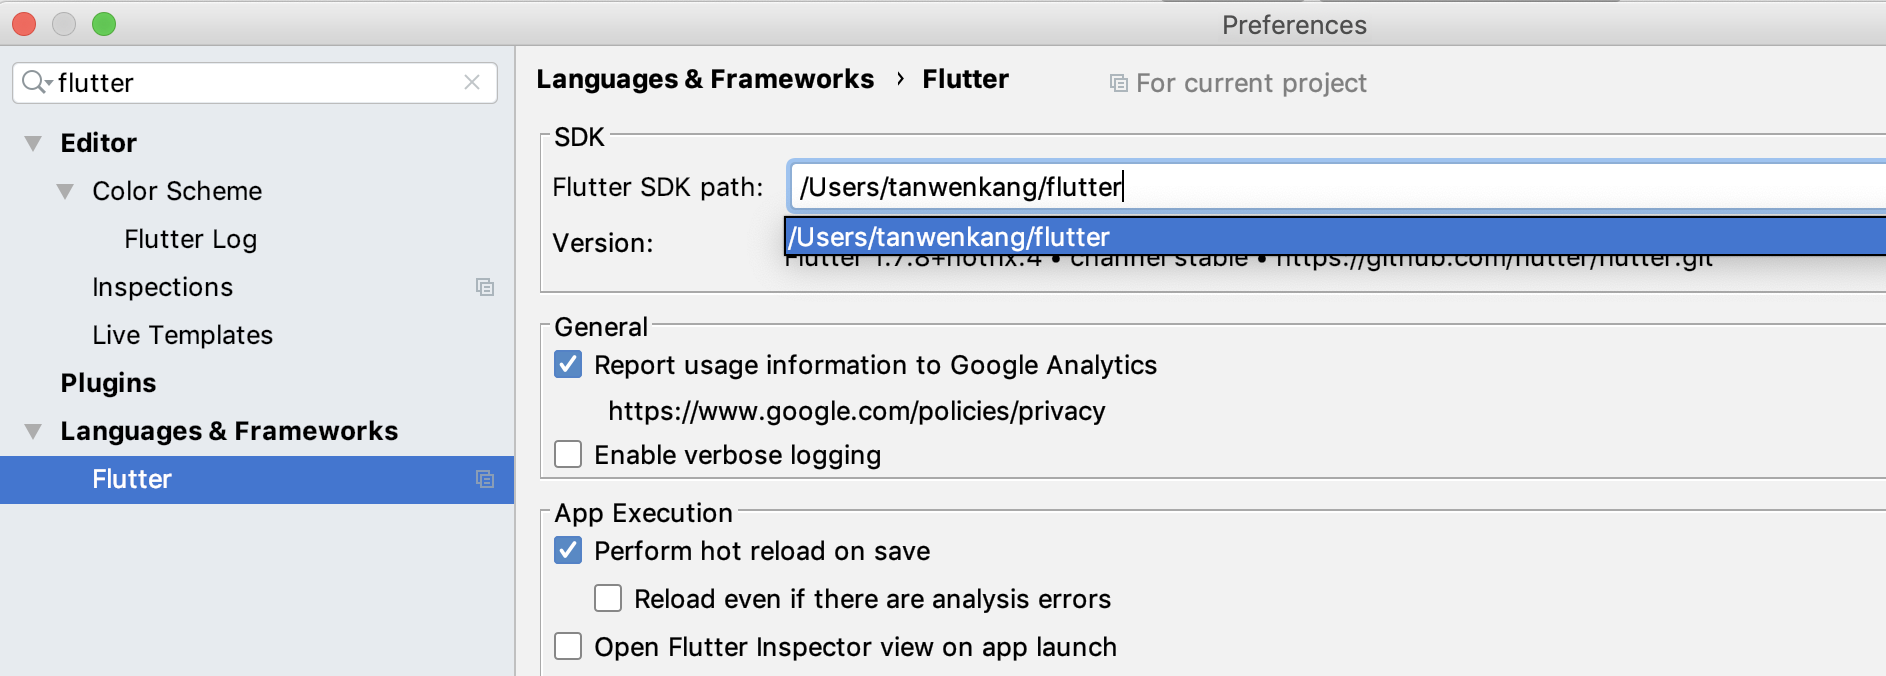 Preferences
flutter
Editor
Color Scheme
Flutter Log
Inspections
Live Templates
Plugins
Languages & Frameworks
Flutter
Languages & Frameworks › Flutter
For current project
SDK
Flutter SDK path: /Users/tanwenkang/flutter
/Users/tanwenkang/flutter
Version: Flutter 1.7.8+hotfix.4 • channel stable • https://github.com/flutter/flutter.git
General
Report usage information to Google Analytics
https://www.google.com/policies/privacy
Enable verbose logging
App Execution
Perform hot reload on save
Reload even if there are analysis errors
Open Flutter Inspector view on app launch